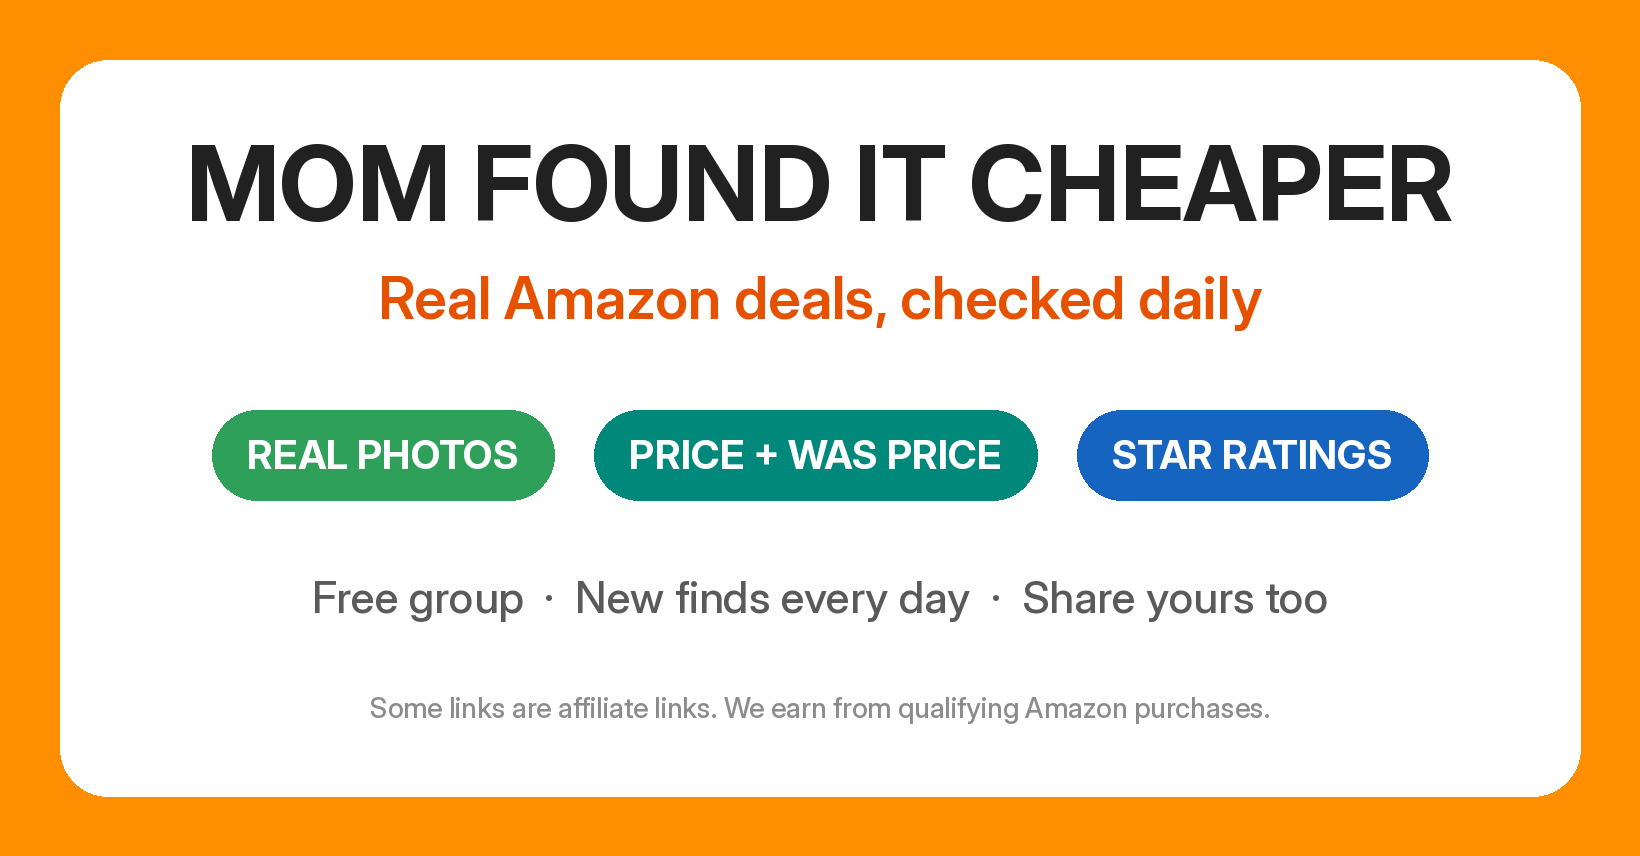 MOM FOUND IT CHEAPER
Real Amazon deals, checked daily
REAL PHOTOS
PRICE + WAS PRICE
STAR RATINGS
Free group · New finds every day · Share yours too
Some links are affiliate links. We earn from qualifying Amazon purchases.